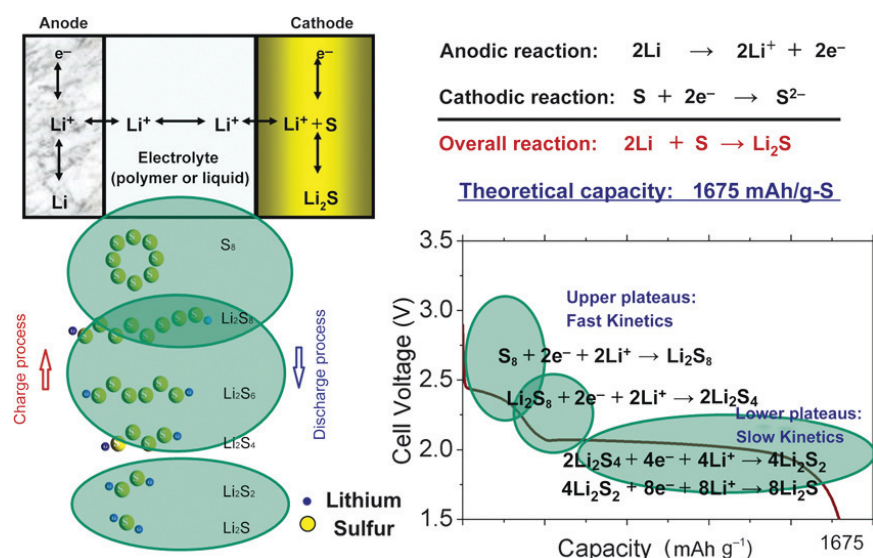 Anode
Cathode
e⁻
e⁻
Li⁺
Li⁺
Li⁺
Li⁺ + S
Electrolyte
(polymer or liquid)
Li
Li₂S
Anodic reaction: 2Li → 2Li⁺ + 2e⁻
Cathodic reaction: S + 2e⁻ → S²⁻
Overall reaction: 2Li + S → Li₂S
Theoretical capacity: 1675 mAh/g-S
S₈
Li₂S₈
Li₂S₆
Li₂S₄
Li₂S₂
Li₂S
Charge process
Discharge process
Lithium
Sulfur
3.5
3.0
2.5
2.0
1.5
Cell Voltage (V)
Upper plateaus:
Fast Kinetics
S₈ + 2e⁻ + 2Li⁺ → Li₂S₈
Li₂S₈ + 2e⁻ + 2Li⁺ → 2Li₂S₄
Lower plateaus:
Slow Kinetics
2Li₂S₄ + 4e⁻ + 4Li⁺ → 4Li₂S₂
4Li₂S₂ + 8e⁻ + 8Li⁺ → 8Li₂S
Capacity (mAh g⁻¹)
1675